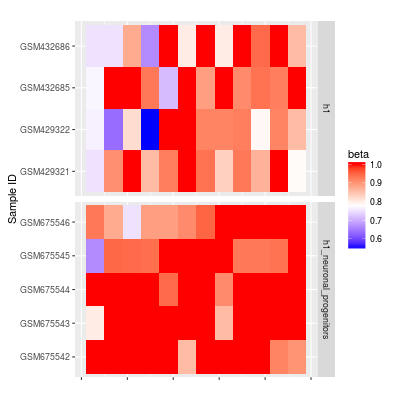 GSM432686
GSM432685
GSM429322
GSM429321
h1
GSM675546
GSM675545
GSM675544
GSM675543
GSM675542
h1_neuronal_progenitors
Sample ID
beta
1.0
0.9
0.8
0.7
0.6